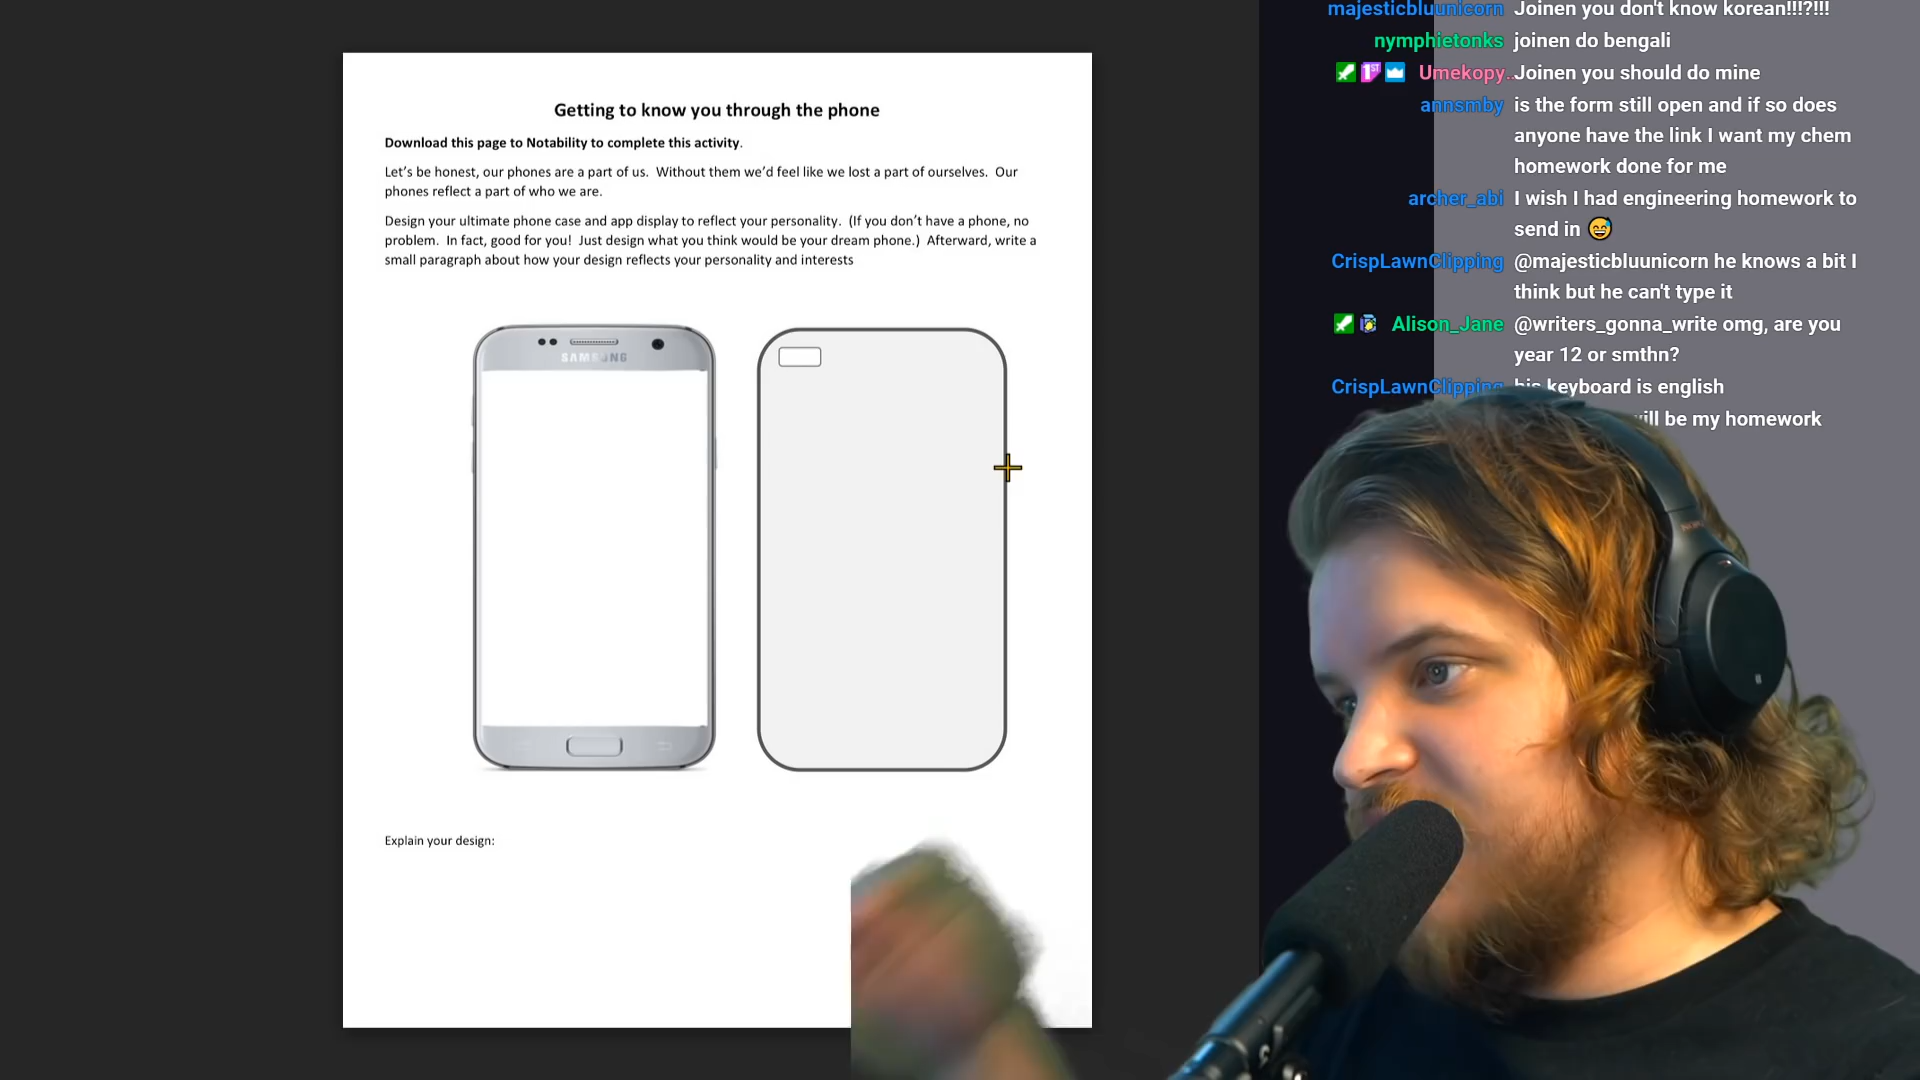 Getting to know you through the phone
Download this page to Notability to complete this activity.
Let's be honest, our phones are a part of us. Without them we'd feel like we lost a part of ourselves. Our
phones reflect a part of who we are.
Design your ultimate phone case and app display to reflect your personality. (If you don't have a phone, no
problem. In fact, good for you! Just design what you think would be your dream phone.) Afterward, write a
small paragraph about how your design reflects your personality and interests
SAMSUNG
Explain your design:
majesticbluunicorn Joinen you don't know korean!!!?!!!
nymphietonks joinen do bengali
1ST Umekopy.. Joinen you should do mine
annsmby is the form still open and if so does
anyone have the link I want my chem
homework done for me
archer_abi I wish I had engineering homework to
send in 😅
CrispLawnClipping @majesticbluunicorn he knows a bit I
think but he can't type it
Alison_Jane @writers_gonna_write omg, are you
year 12 or smthn?
CrispLawnClipping his keyboard is english
will be my homework